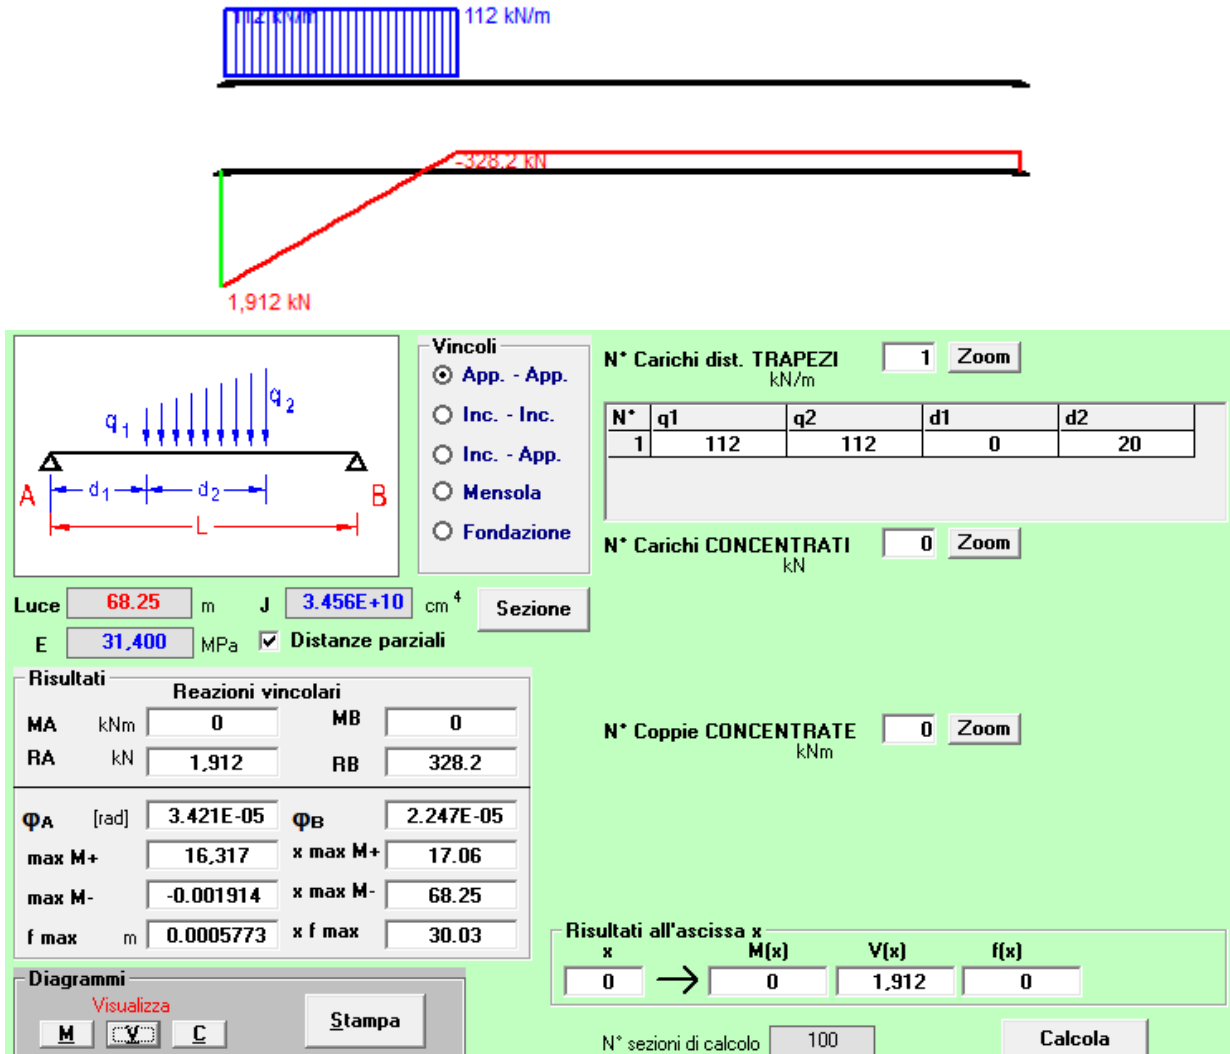 112 kN/m 112 kN/m
-328.2 kN
1,912 kN
q1 q2
A d1 d2 B
L
Vincoli
App. - App.
Inc. - Inc.
Inc. - App.
Mensola
Fondazione
N° Carichi dist. TRAPEZI 1 Zoom
kN/m
N° q1 q2 d1 d2
1 112 112 0 20
N° Carichi CONCENTRATI 0 Zoom
kN
Luce 68.25 m J 3.456E+10 cm 4 Sezione
E 31,400 MPa Distanze parziali
Risultati
Reazioni vincolari
MA kNm 0 MB 0
RA kN 1,912 RB 328.2
φA [rad] 3.421E-05 φB 2.247E-05
max M+ 16,317 x max M+ 17.06
max M- -0.001914 x max M- 68.25
f max m 0.0005773 x f max 30.03
N° Coppie CONCENTRATE 0 Zoom
kNm
Risultati all'ascissa x
x M(x) V(x) f(x)
0 0 1,912 0
Diagrammi
Visualizza
M V C Stampa
N° sezioni di calcolo 100 Calcola